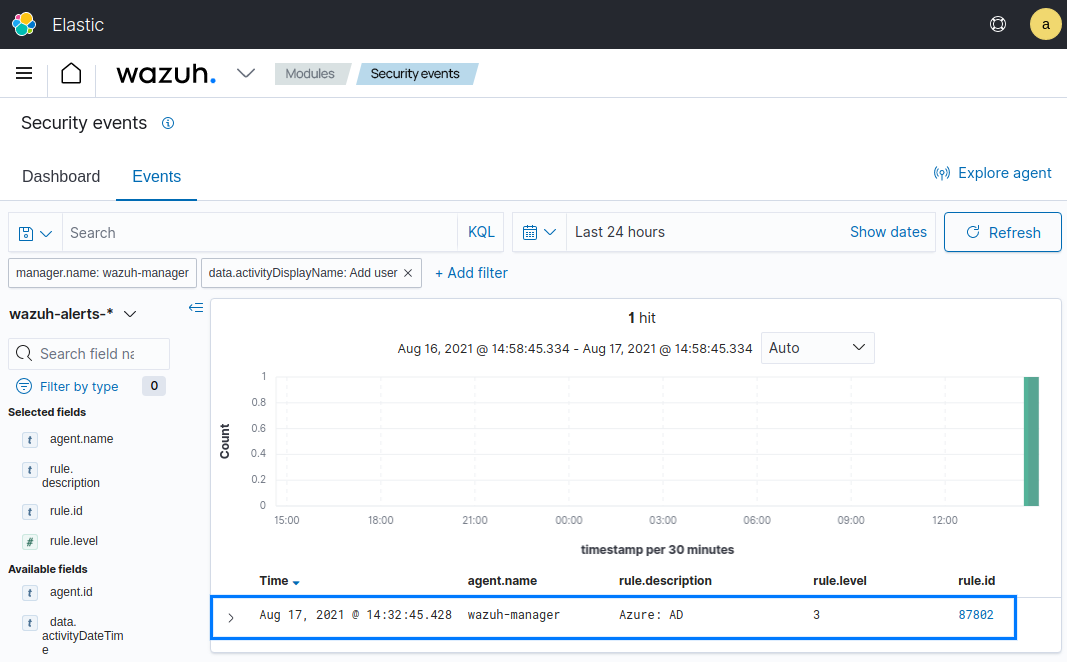 Elastic
a
wazuh.
Modules
Security events
Security events
Dashboard
Events
Explore agent
Search
KQL
Last 24 hours
Show dates
Refresh
manager.name: wazuh-manager
data.activityDisplayName: Add user ×
+ Add filter
wazuh-alerts-*
Search field na
Filter by type
0
Selected fields
t agent.name
t rule.
description
t rule.id
# rule.level
Available fields
t agent.id
t data.
activityDateTim
e
1 hit
Aug 16, 2021 @ 14:58:45.334 - Aug 17, 2021 @ 14:58:45.334
Auto
Count
1
0.8
0.6
0.4
0.2
0
15:00 18:00 21:00 00:00 03:00 06:00 09:00 12:00
timestamp per 30 minutes
Time agent.name rule.description rule.level rule.id
Aug 17, 2021 @ 14:32:45.428 wazuh-manager Azure: AD 3 87802